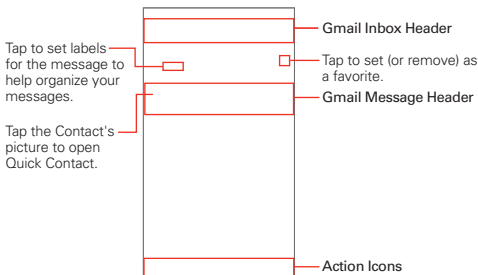 Gmail Inbox Header
Tap to set labels
for the message to
help organize your
messages.
Tap to set (or remove) as
a favorite.
Gmail Message Header
Tap the Contact's
picture to open
Quick Contact.
Action Icons